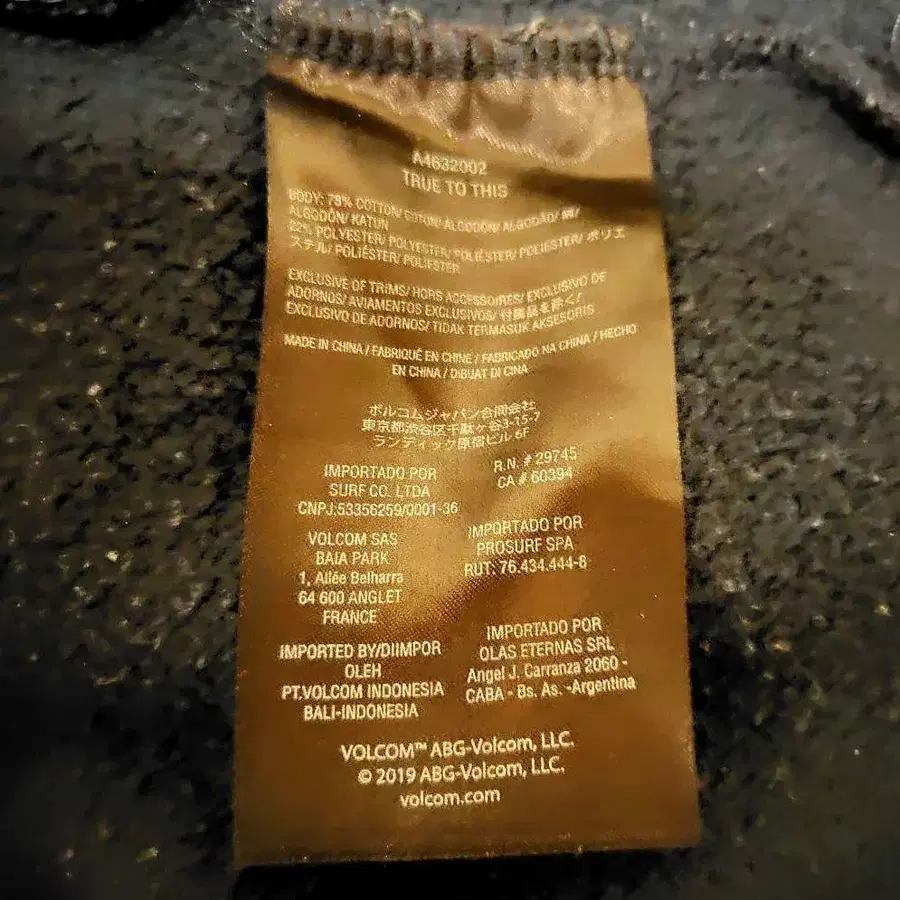 A4632002
TRUE TO THIS
BODY: 78% COTTON/ COTON/ ALGODÓN/ ALGODÃO/ 綿/
ALGODÓN/ KATUN
22% POLYESTER/ POLYESTER/ POLIÉSTER/ POLIÉSTER/ ポリエ
ステル/ POLIÉSTER/ POLIESTER
EXCLUSIVE OF TRIMS/ HORS ACCESSOIRES/ EXCLUSIVO DE
ADORNOS/ AVIAMENTOS EXCLUSIVOS/ 付属品を除く/
EXCLUSIVO DE ADORNOS/ TIDAK TERMASUK AKSESORIS
MADE IN CHINA / FABRIQUÉ EN CHINE / FABRICADO NA CHINA / HECHO
EN CHINA / DIBUAT DI CINA
ボルコムジャパン合同会社
東京都渋谷区千駄ヶ谷3-15-7
ランディック原宿ビル 6F
IMPORTADO POR
SURF CO. LTDA
CNPJ:53356259/0001-36
R.N. # 29745
CA # 60394
VOLCOM SAS
BAIA PARK
1, Allée Belharra
64 600 ANGLET
FRANCE
IMPORTADO POR
PROSURF SPA
RUT: 76.434.444-8
IMPORTED BY/DIIMPOR
OLEH
PT.VOLCOM INDONESIA
BALI-INDONESIA
IMPORTADO POR
OLAS ETERNAS SRL
Angel J. Carranza 2060 -
CABA - Bs. As. -Argentina
VOLCOM™ ABG-Volcom, LLC.
© 2019 ABG-Volcom, LLC.
volcom.com